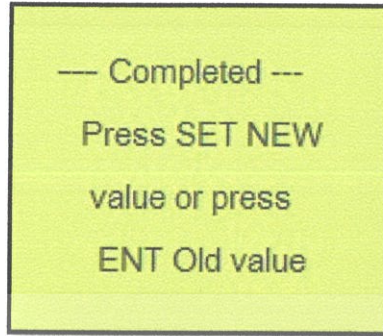 ---- Completed ---
Press SET NEW
value or press
ENT Old value